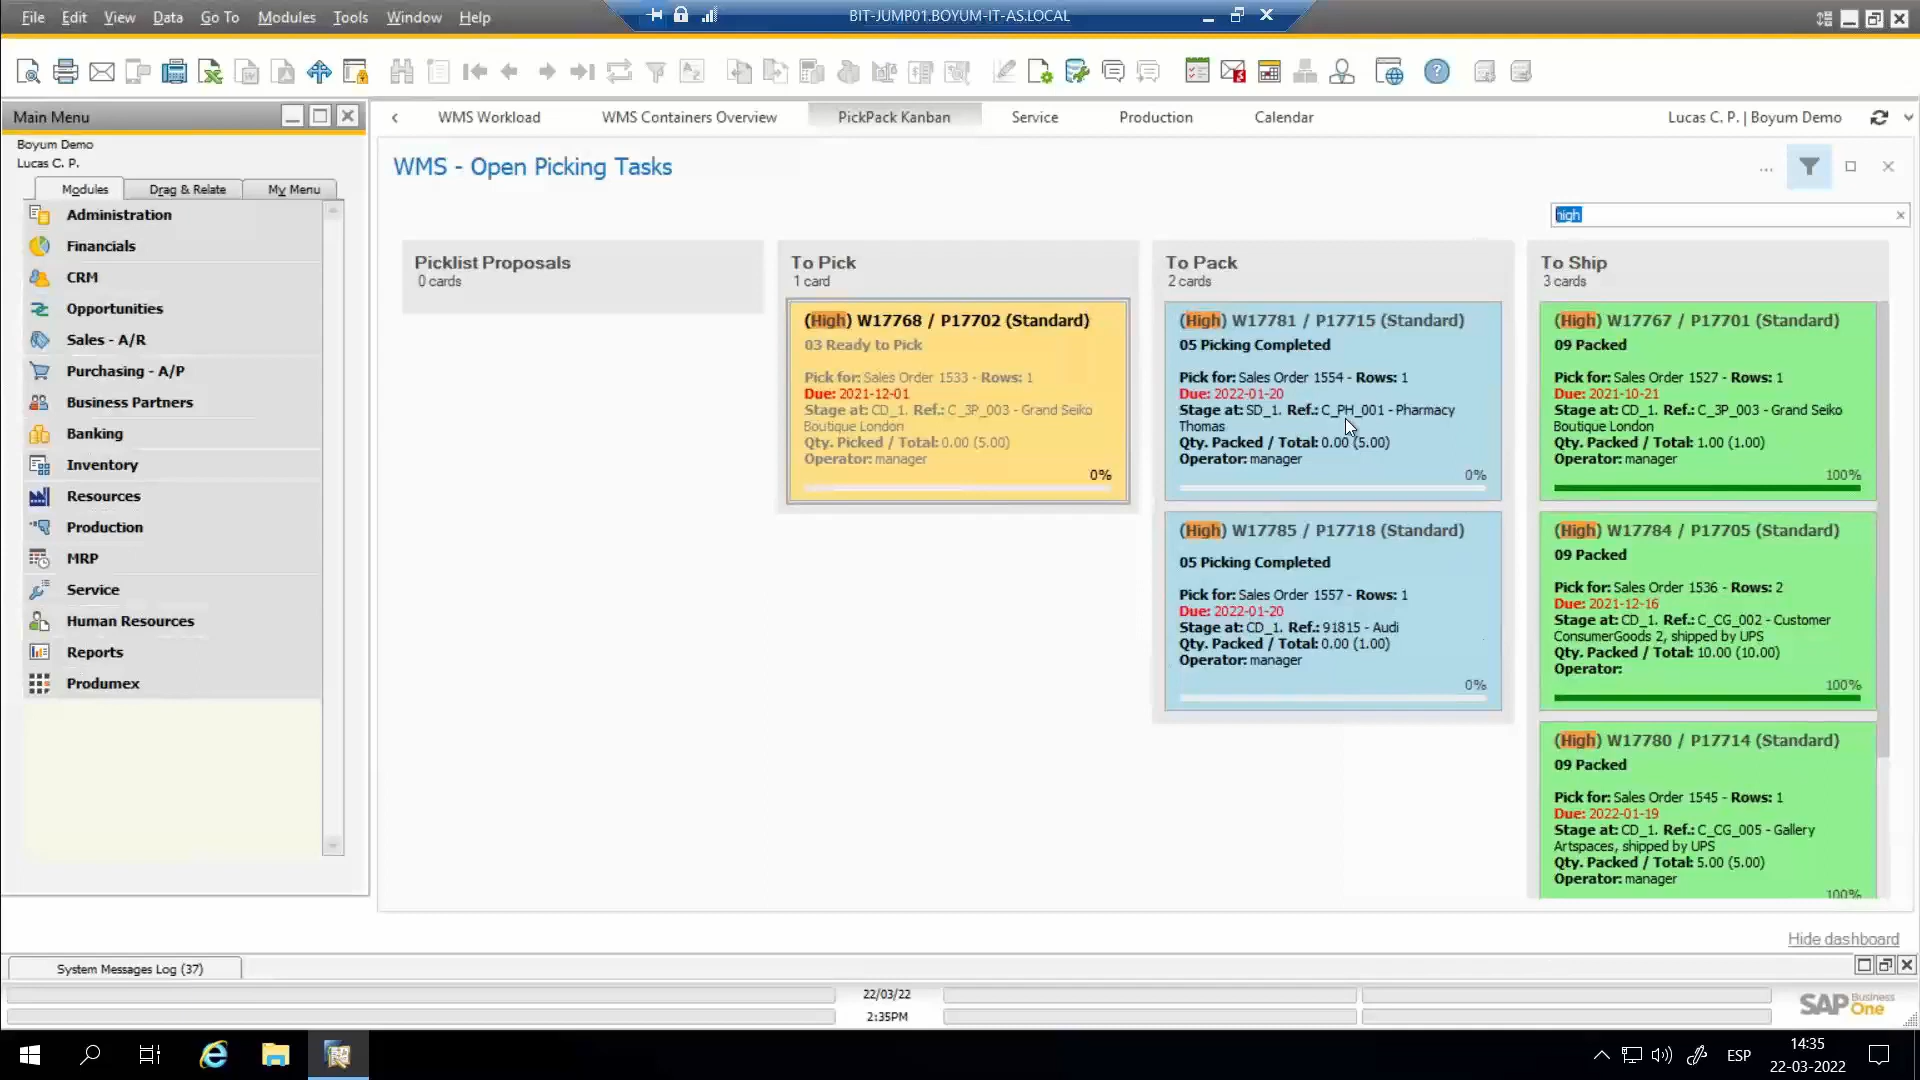 File Edit View Data Go To Modules Tools Window Help
BIT-JUMP01.BOYUM-IT-AS.LOCAL
Main Menu
Boyum Demo
Lucas C. P.
Modules Drag & Relate My Menu
Administration
Financials
CRM
Opportunities
Sales - A/R
Purchasing - A/P
Business Partners
Banking
Inventory
Resources
Production
MRP
Service
Human Resources
Reports
Produmex
WMS Workload WMS Containers Overview PickPack Kanban Service Production Calendar Lucas C. P. | Boyum Demo
WMS - Open Picking Tasks
high
Picklist Proposals
0 cards
To Pick
1 card
(High) W17768 / P17702 (Standard)
03 Ready to Pick
Pick for: Sales Order 1533 - Rows: 1
Due: 2021-12-01
Stage at: CD_1. Ref.: C_3P_003 - Grand Seiko
Boutique London
Qty. Picked / Total: 0.00 (5.00)
Operator: manager
0%
To Pack
2 cards
(High) W17781 / P17715 (Standard)
05 Picking Completed
Pick for: Sales Order 1554 - Rows: 1
Due: 2022-01-20
Stage at: SD_1. Ref.: C_PH_001 - Pharmacy
Thomas
Qty. Packed / Total: 0.00 (5.00)
Operator: manager
0%
(High) W17785 / P17718 (Standard)
05 Picking Completed
Pick for: Sales Order 1557 - Rows: 1
Due: 2022-01-20
Stage at: CD_1. Ref.: 91815 - Audi
Qty. Packed / Total: 0.00 (1.00)
Operator: manager
0%
To Ship
3 cards
(High) W17767 / P17701 (Standard)
09 Packed
Pick for: Sales Order 1527 - Rows: 1
Due: 2021-10-21
Stage at: CD_1. Ref.: C_3P_003 - Grand Seiko
Boutique London
Qty. Packed / Total: 1.00 (1.00)
Operator: manager
100%
(High) W17784 / P17705 (Standard)
09 Packed
Pick for: Sales Order 1536 - Rows: 2
Due: 2021-12-16
Stage at: CD_1. Ref.: C_CG_002 - Customer
ConsumerGoods 2, shipped by UPS
Qty. Packed / Total: 10.00 (10.00)
Operator:
100%
(High) W17780 / P17714 (Standard)
09 Packed
Pick for: Sales Order 1545 - Rows: 1
Due: 2022-01-19
Stage at: CD_1. Ref.: C_CG_005 - Gallery
Artspaces, shipped by UPS
Qty. Packed / Total: 5.00 (5.00)
Operator: manager
100%
Hide dashboard
System Messages Log (37)
22/03/22
2:35PM
SAP Business One
ESP
14:35
22-03-2022